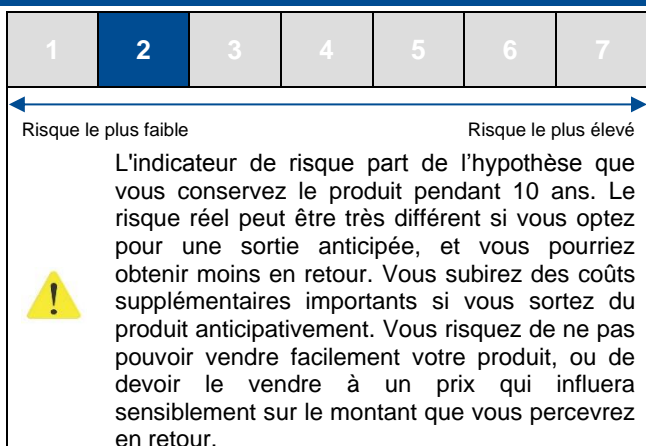 1 2 3 4 5 6 7
Risque le plus faible Risque le plus élevé
L'indicateur de risque part de l’hypothèse que
vous conservez le produit pendant 10 ans. Le
risque réel peut être très différent si vous optez
pour une sortie anticipée, et vous pourriez
obtenir moins en retour. Vous subirez des coûts
supplémentaires importants si vous sortez du
produit anticipativement. Vous risquez de ne pas
pouvoir vendre facilement votre produit, ou de
devoir le vendre à un prix qui influera
sensiblement sur le montant que vous percevrez
en retour.